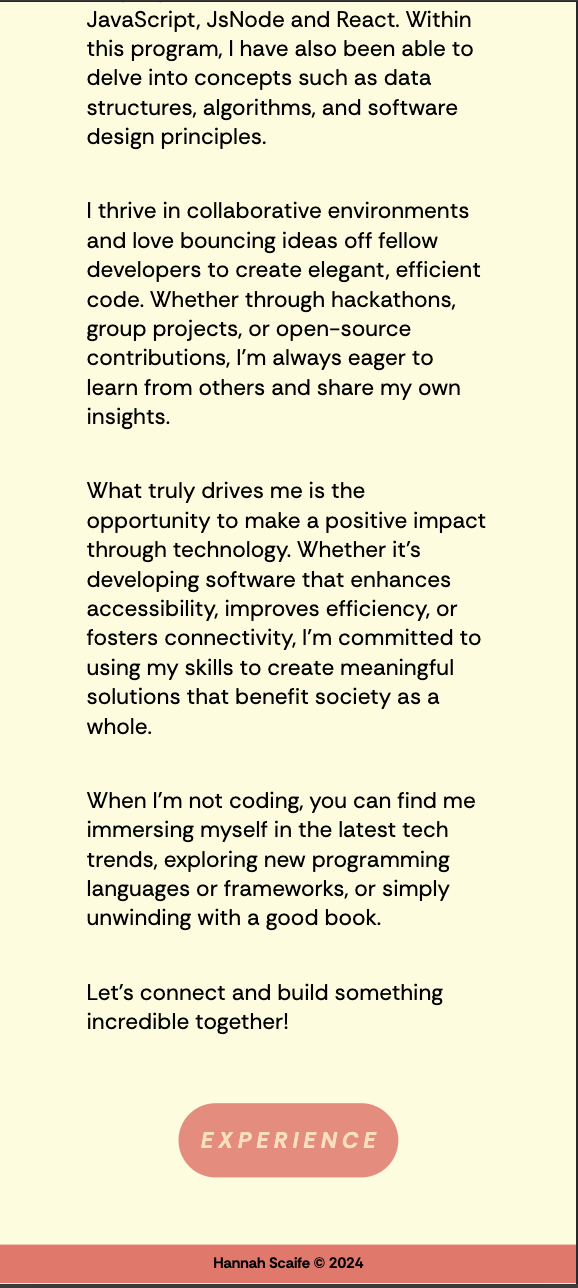 JavaScript, JsNode and React. Within
this program, I have also been able to
delve into concepts such as data
structures, algorithms, and software
design principles.
I thrive in collaborative environments
and love bouncing ideas off fellow
developers to create elegant, efficient
code. Whether through hackathons,
group projects, or open-source
contributions, I’m always eager to
learn from others and share my own
insights.
What truly drives me is the
opportunity to make a positive impact
through technology. Whether it’s
developing software that enhances
accessibility, improves efficiency, or
fosters connectivity, I’m committed to
using my skills to create meaningful
solutions that benefit society as a
whole.
When I’m not coding, you can find me
immersing myself in the latest tech
trends, exploring new programming
languages or frameworks, or simply
unwinding with a good book.
Let’s connect and build something
incredible together!
EXPERIENCE
Hannah Scaife © 2024